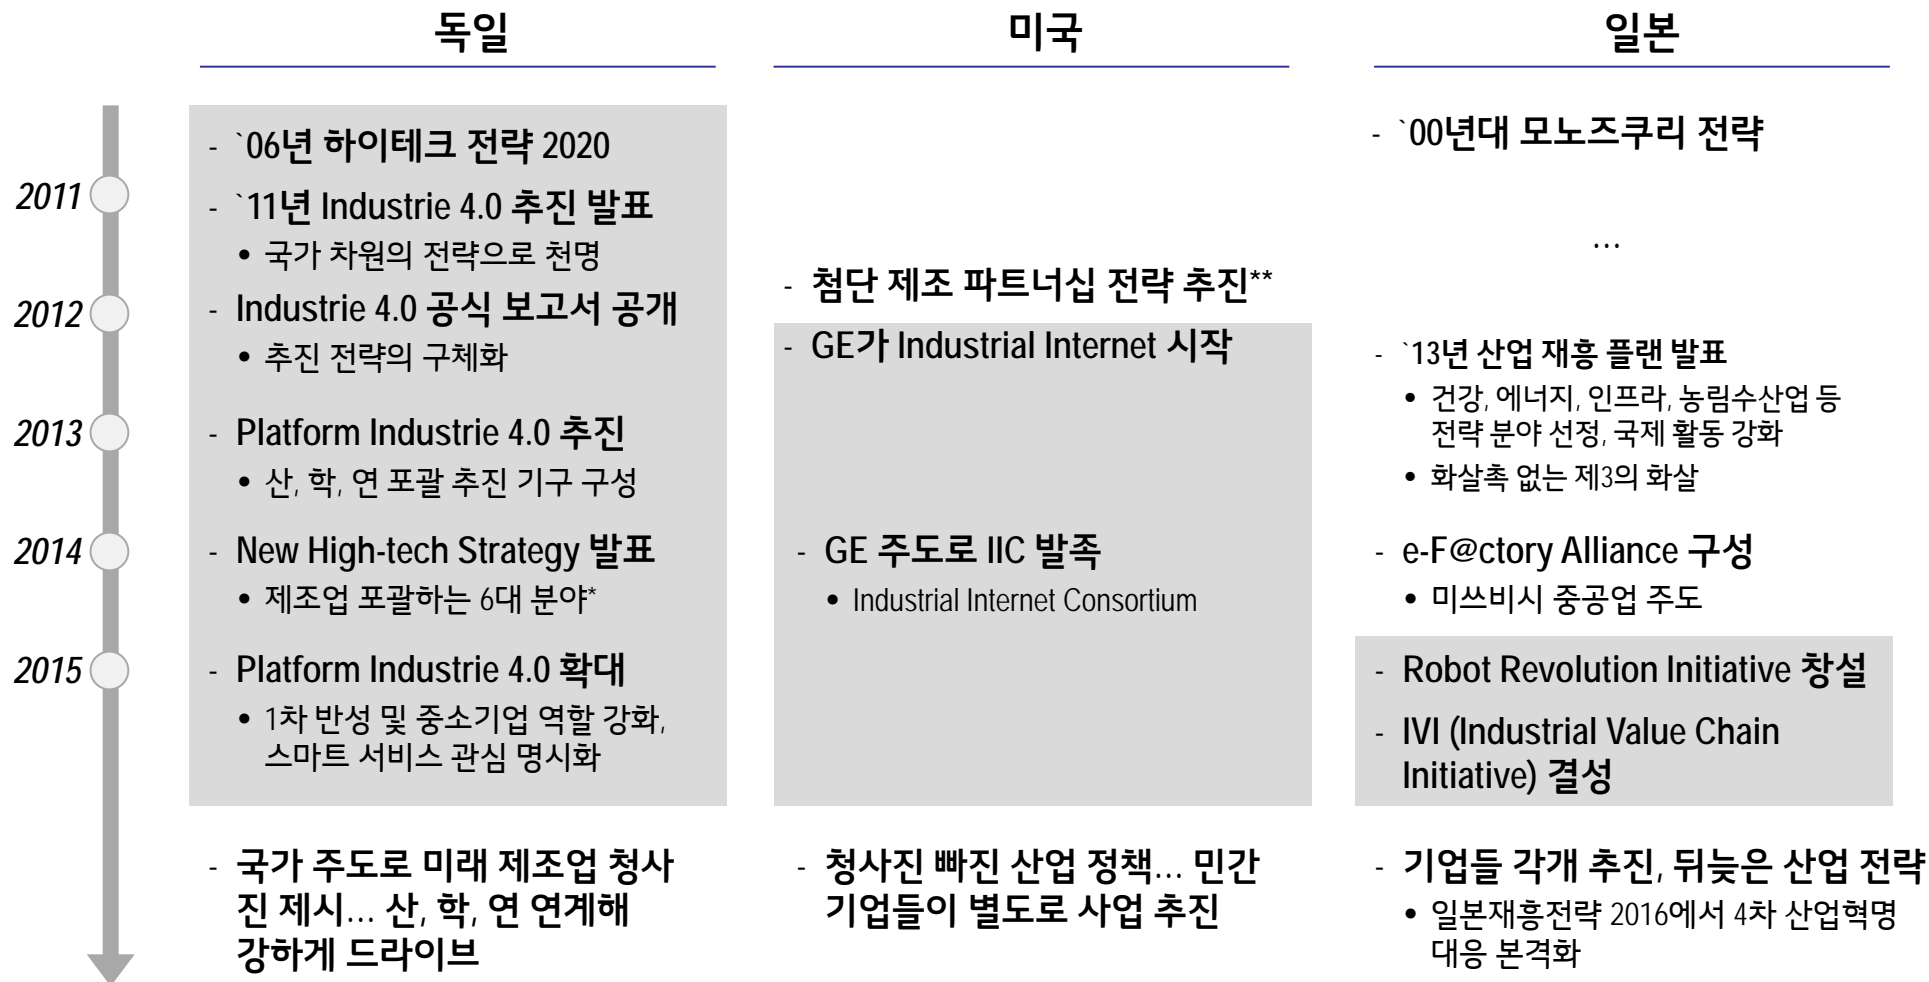 독일
미국
일본
2011
2012
2013
2014
2015
- `06년 하이테크 전략 2020
- `11년 Industrie 4.0 추진 발표
• 국가 차원의 전략으로 천명
- Industrie 4.0 공식 보고서 공개
• 추진 전략의 구체화
- Platform Industrie 4.0 추진
• 산, 학, 연 포괄 추진 기구 구성
- New High-tech Strategy 발표
• 제조업 포괄하는 6대 분야*
- Platform Industrie 4.0 확대
• 1차 반성 및 중소기업 역할 강화,
스마트 서비스 관심 명시화
- 국가 주도로 미래 제조업 청사
진 제시... 산, 학, 연 연계해
강하게 드라이브
- 첨단 제조 파트너십 전략 추진**
- GE가 Industrial Internet 시작
- GE 주도로 IIC 발족
• Industrial Internet Consortium
- 청사진 빠진 산업 정책... 민간
기업들이 별도로 사업 추진
- `00년대 모노즈쿠리 전략
...
- `13년 산업 재흥 플랜 발표
• 건강, 에너지, 인프라, 농림수산업 등
전략 분야 선정, 국제 활동 강화
• 화살촉 없는 제3의 화살
- e-F@ctory Alliance 구성
• 미쓰비시 중공업 주도
- Robot Revolution Initiative 창설
- IVI (Industrial Value Chain
Initiative) 결성
- 기업들 각개 추진, 뒤늦은 산업 전략
• 일본재흥전략 2016에서 4차 산업혁명
대응 본격화